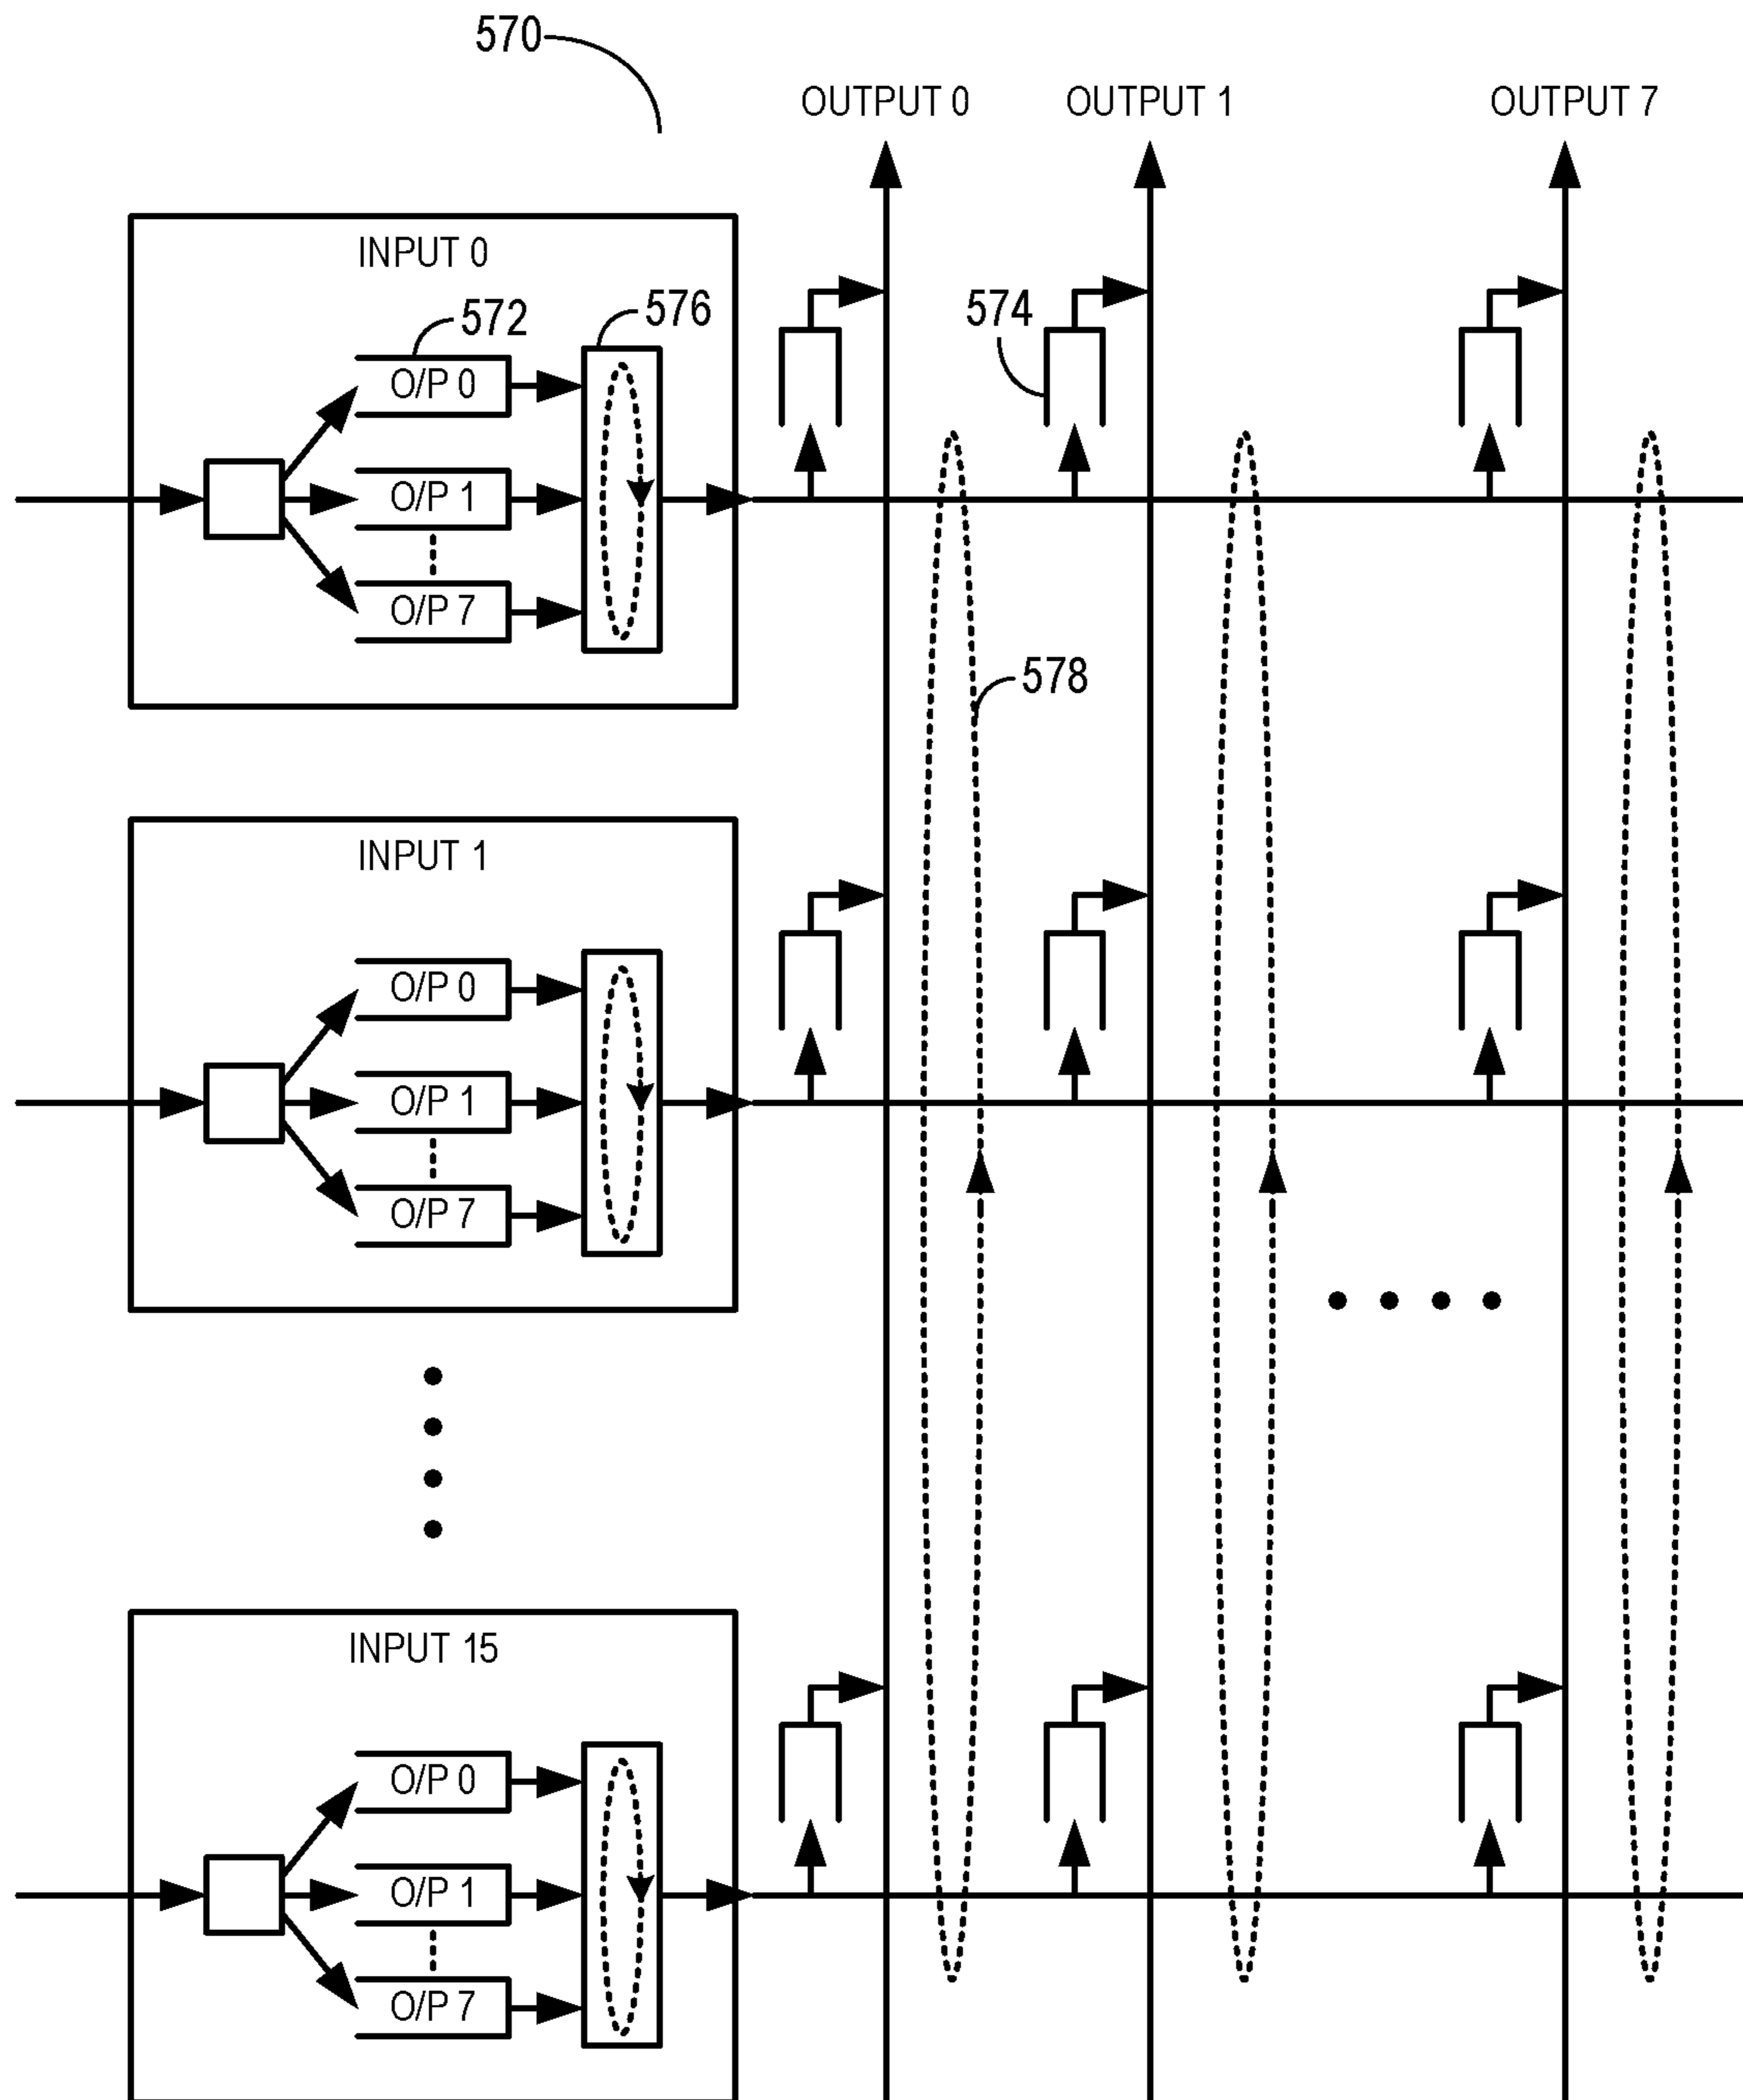 570
OUTPUT 0
OUTPUT 1
OUTPUT 7
INPUT 0
572
576
574
O/P 0
O/P 1
O/P 7
578
INPUT 1
O/P 0
O/P 1
O/P 7
INPUT 15
O/P 0
O/P 1
O/P 7